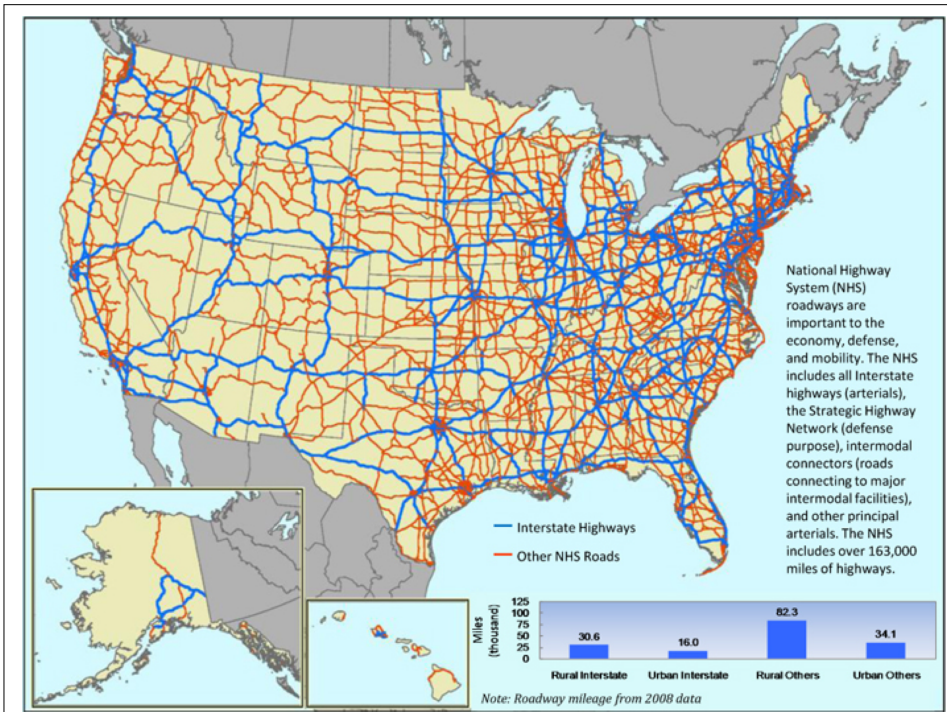 National Highway
System (NHS)
roadways are
important to the
economy, defense,
and mobility. The NHS
includes all Interstate
highways (arterials),
the Strategic Highway
Network (defense
purpose), intermodal
connectors (roads
connecting to major
intermodal facilities),
and other principal
arterials. The NHS
includes over 163,000
miles of highways.
Interstate Highways
Other NHS Roads
Miles
(thousand)
125
100
75
50
25
0
30.6
16.0
82.3
34.1
Rural Interstate
Urban Interstate
Rural Others
Urban Others
Note: Roadway mileage from 2008 data